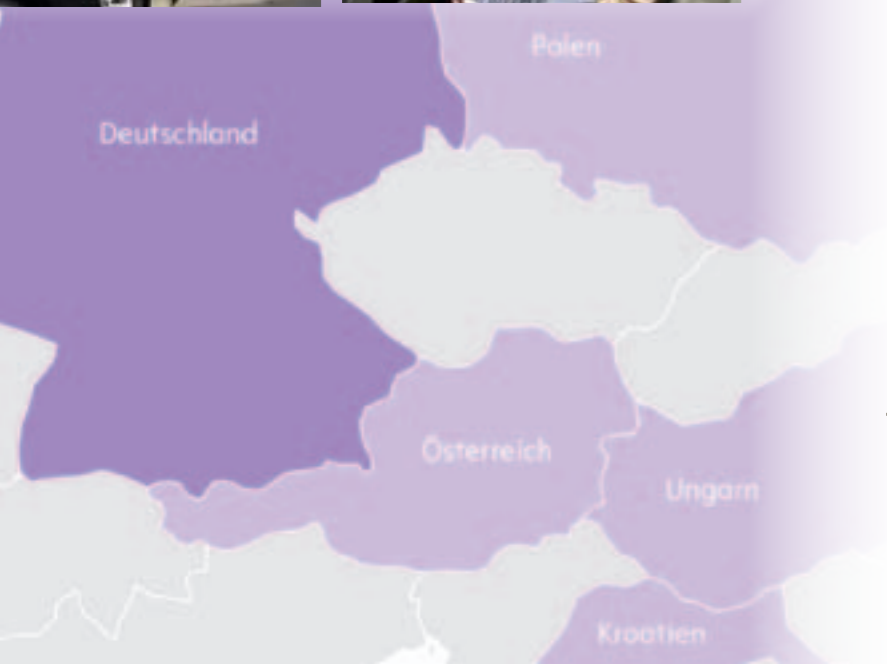 Polen
Deutschland
Österreich
Ungarn
Kroatien